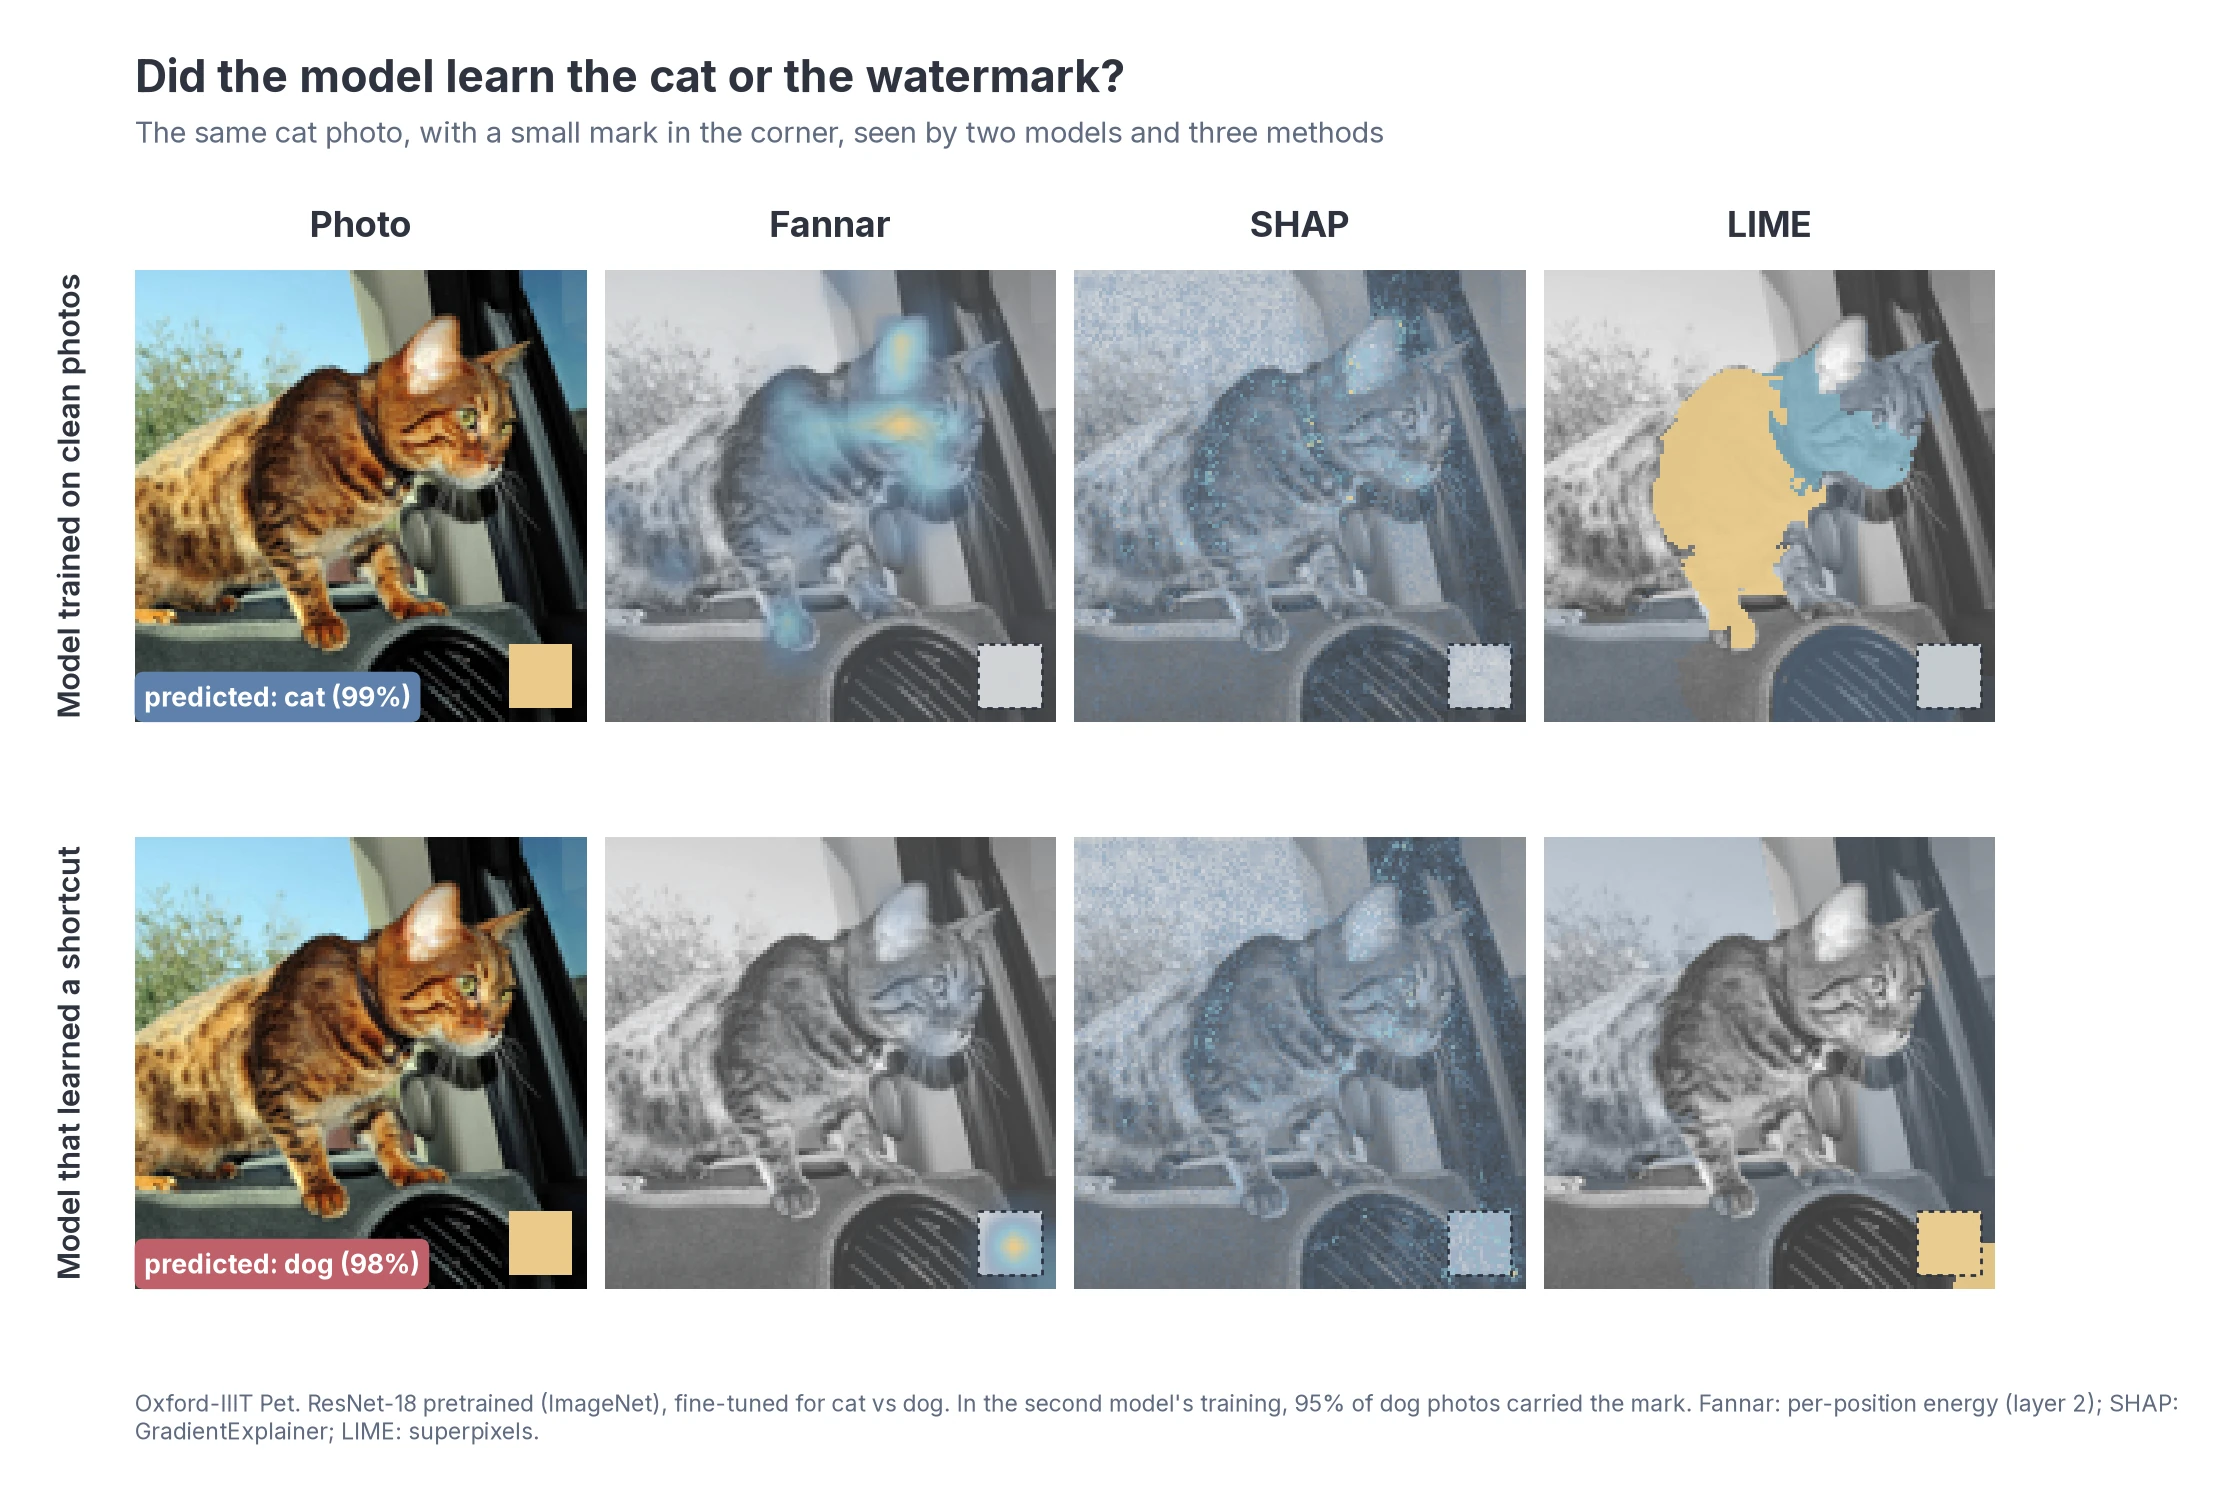 Did the model learn the cat or the watermark?
The same cat photo, with a small mark in the corner, seen by two models and three methods
Photo
Fannar
SHAP
LIME
Model trained on clean photos
predicted: cat (99%)
Model that learned a shortcut
predicted: dog (98%)
Oxford-IIIT Pet. ResNet-18 pretrained (ImageNet), fine-tuned for cat vs dog. In the second model's training, 95% of dog photos carried the mark. Fannar: per-position energy (layer 2); SHAP:
GradientExplainer; LIME: superpixels.